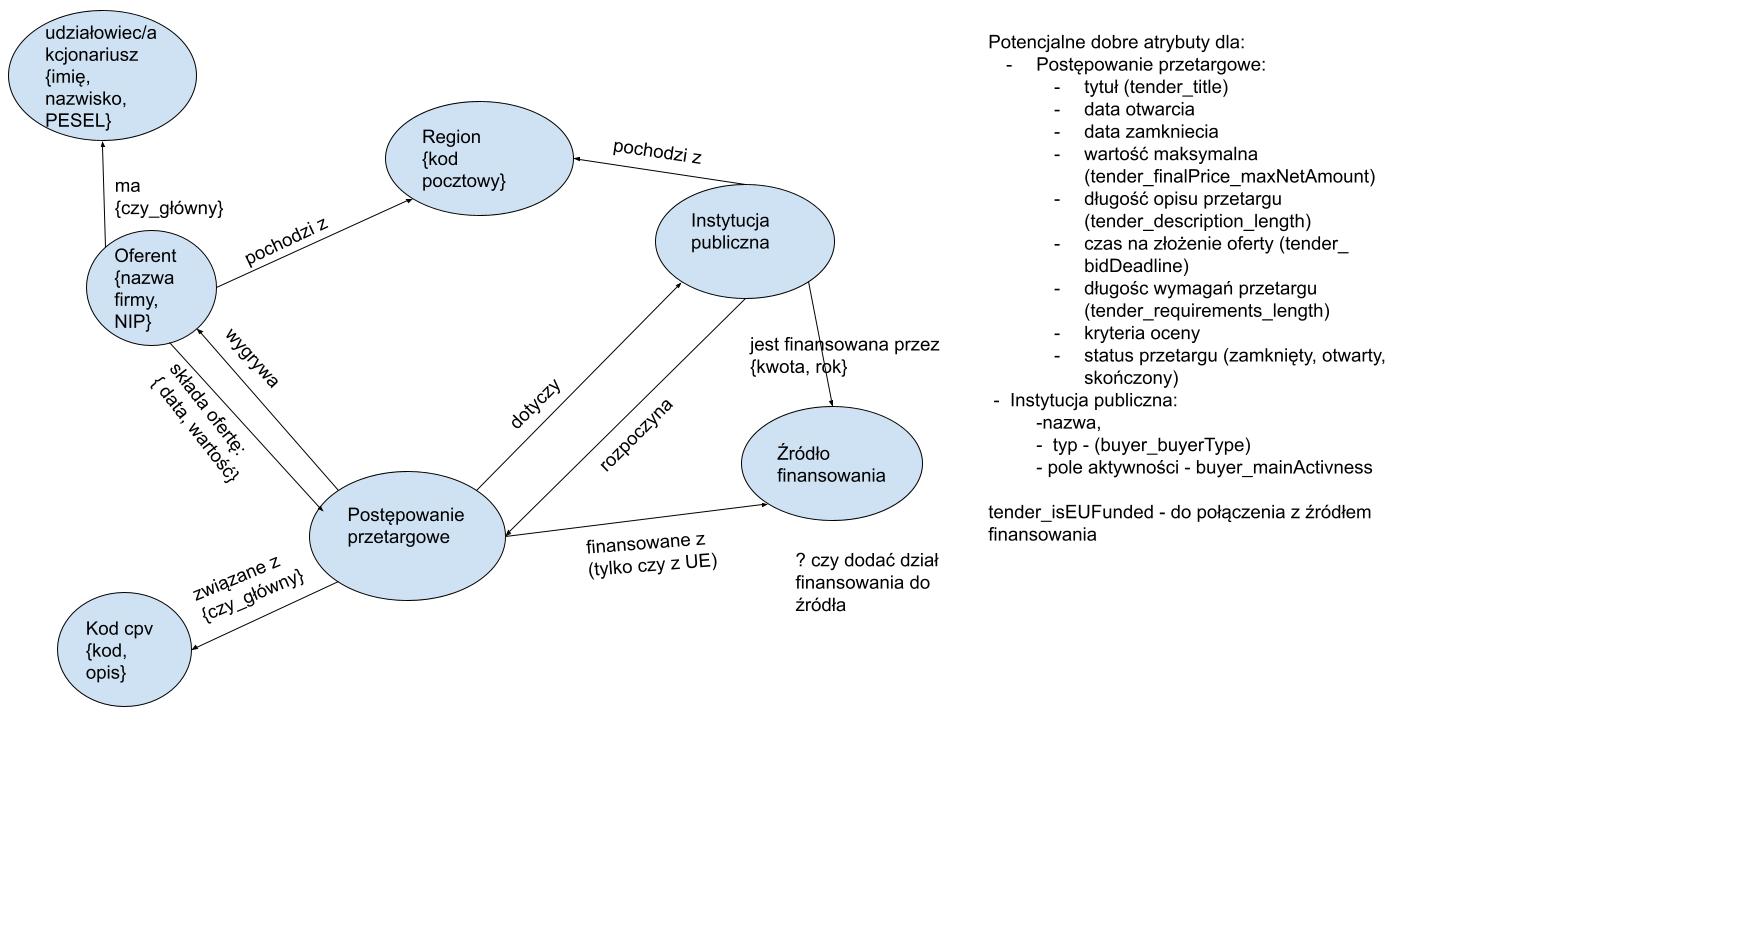 udziałowiec/a
kcjonariusz
{imię,
nazwisko,
PESEL}
ma
{czy_główny}
Oferent
{nazwa
firmy,
NIP}
pochodzi z
Region
{kod
pocztowy}
pochodzi z
Instytucja
publiczna
wygrywa
składa ofertę:
{ data, wartość}
dotyczy
rozpoczyna
jest finansowana przez
{kwota, rok}
Źródło
finansowania
Postępowanie
przetargowe
finansowane z
(tylko czy z UE)
? czy dodać dział
finansowania do
źródła
związane z
{czy_główny}
Kod cpv
{kod,
opis}
Potencjalne dobre atrybuty dla:
- Postępowanie przetargowe:
- tytuł (tender_title)
- data otwarcia
- data zamkniecia
- wartość maksymalna
(tender_finalPrice_maxNetAmount)
- długość opisu przetargu
(tender_description_length)
- czas na złożenie oferty (tender_
bidDeadline)
- długośc wymagań przetargu
(tender_requirements_length)
- kryteria oceny
- status przetargu (zamknięty, otwarty,
skończony)
- Instytucja publiczna:
-nazwa,
- typ - (buyer_buyerType)
- pole aktywności - buyer_mainActivness
tender_isEUFunded - do połączenia z źródłem
finansowania